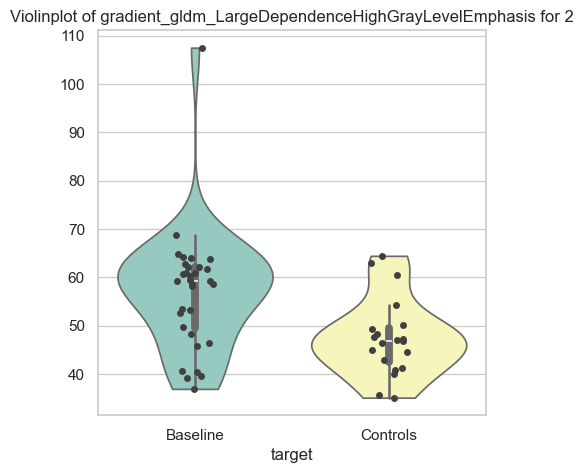 Violinplot of gradient_gldm_LargeDependenceHighGrayLevelEmphasis for 2
110
100
90
80
70
60
50
40
Baseline Controls
target